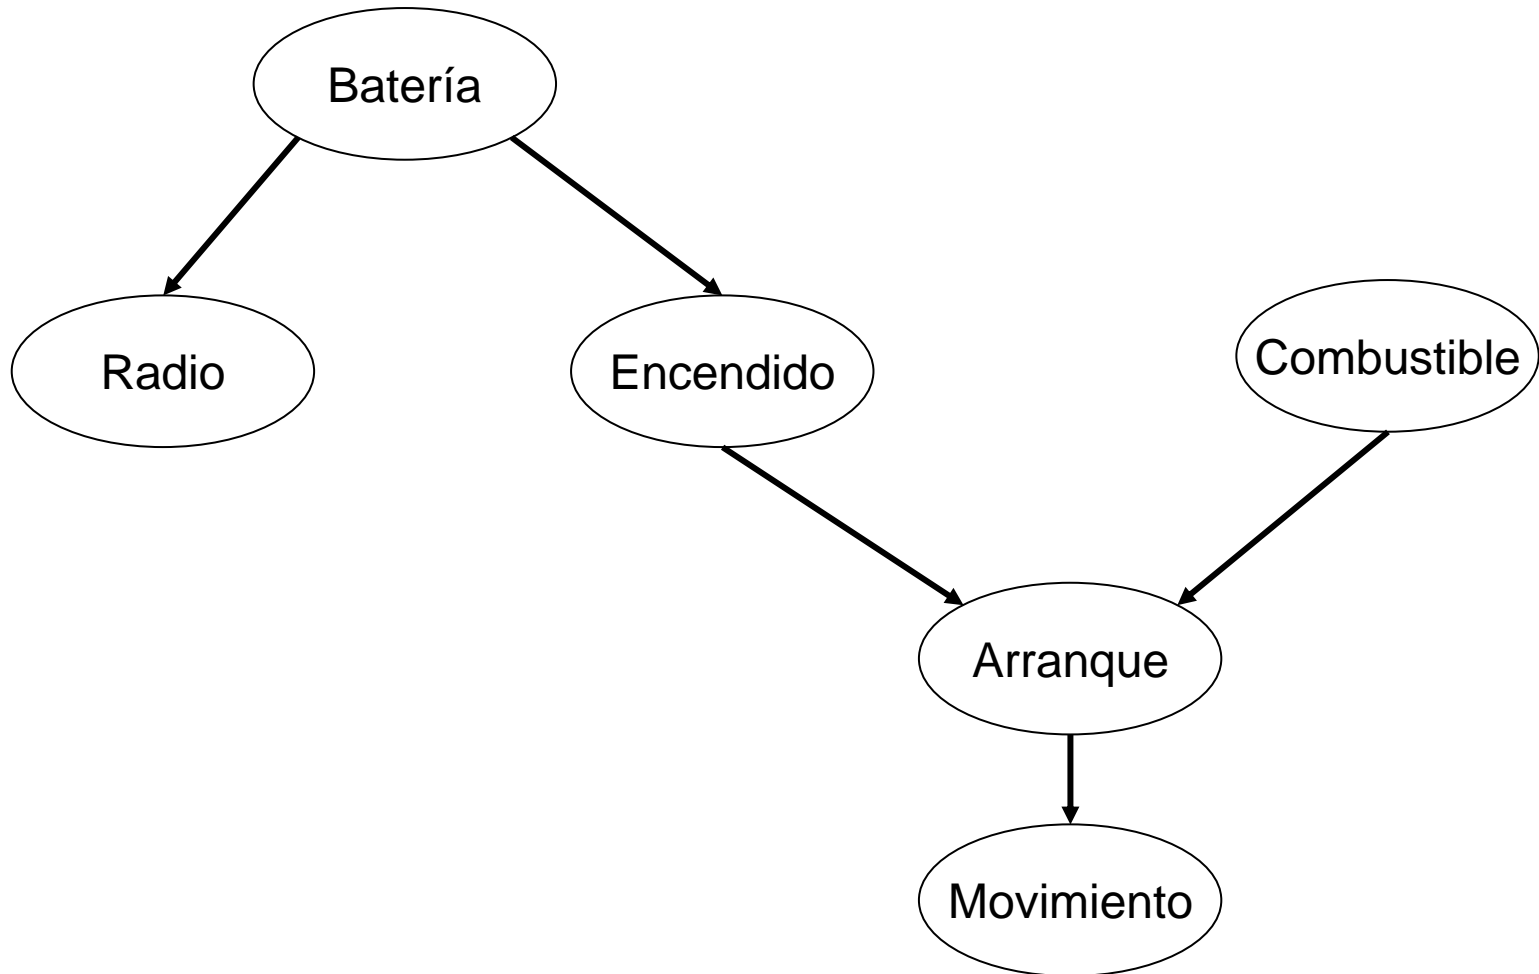 Batería
Radio
Encendido
Combustible
Arranque
Movimiento